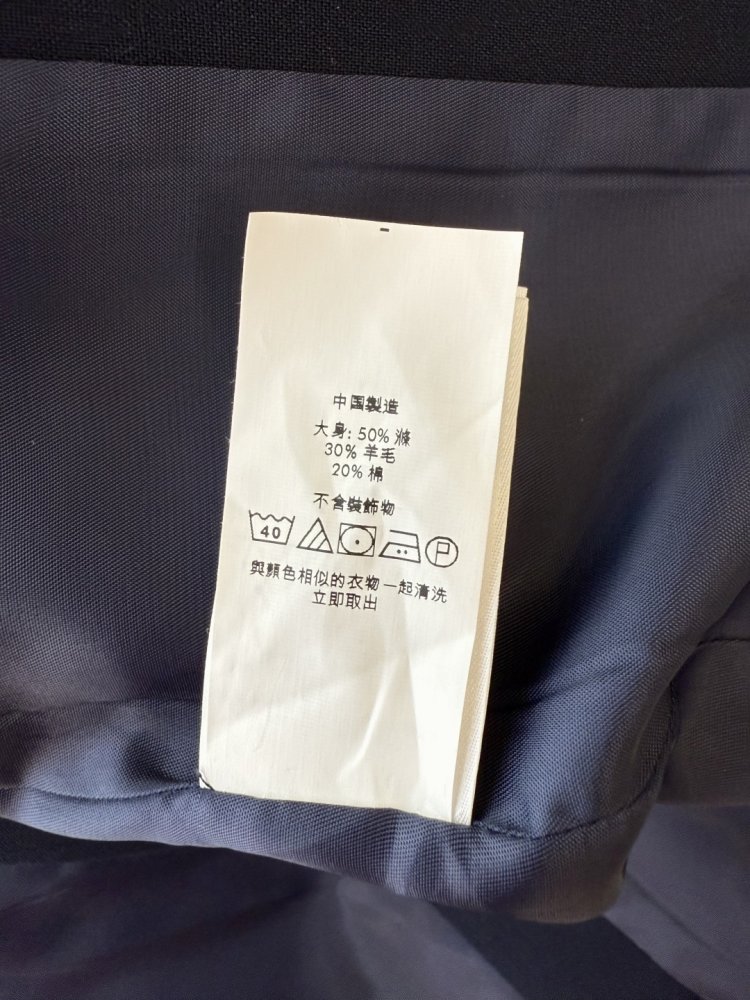 中国製造
大身: 50% 滌
30% 羊毛
20% 棉
不含裝飾物
40 P
與顏色相似的衣物一起清洗
立即取出